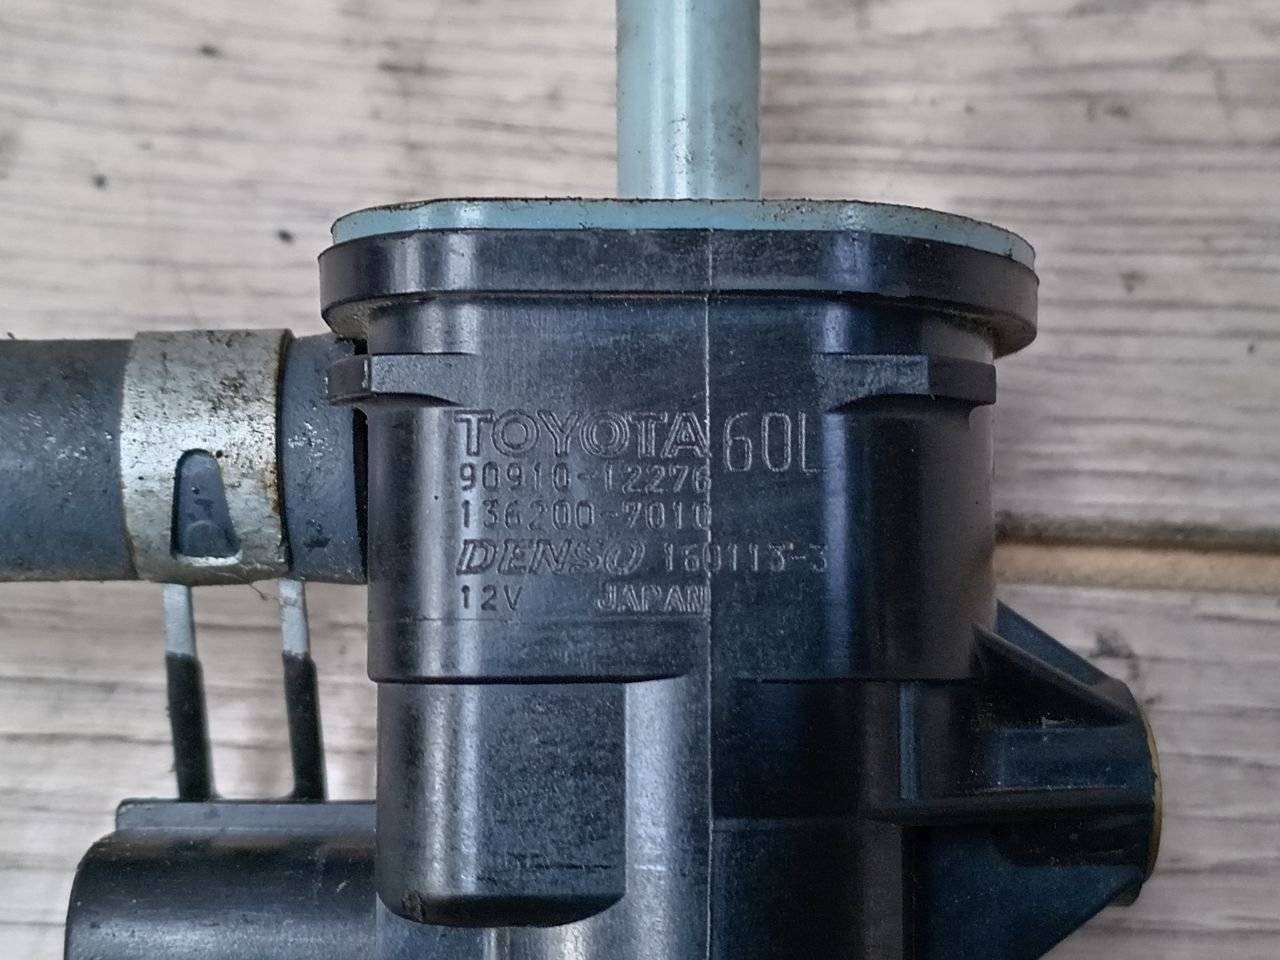 TOYOTA 60L
90910-12276
136200-7010
DENSO 160113-3
12V JAPAN